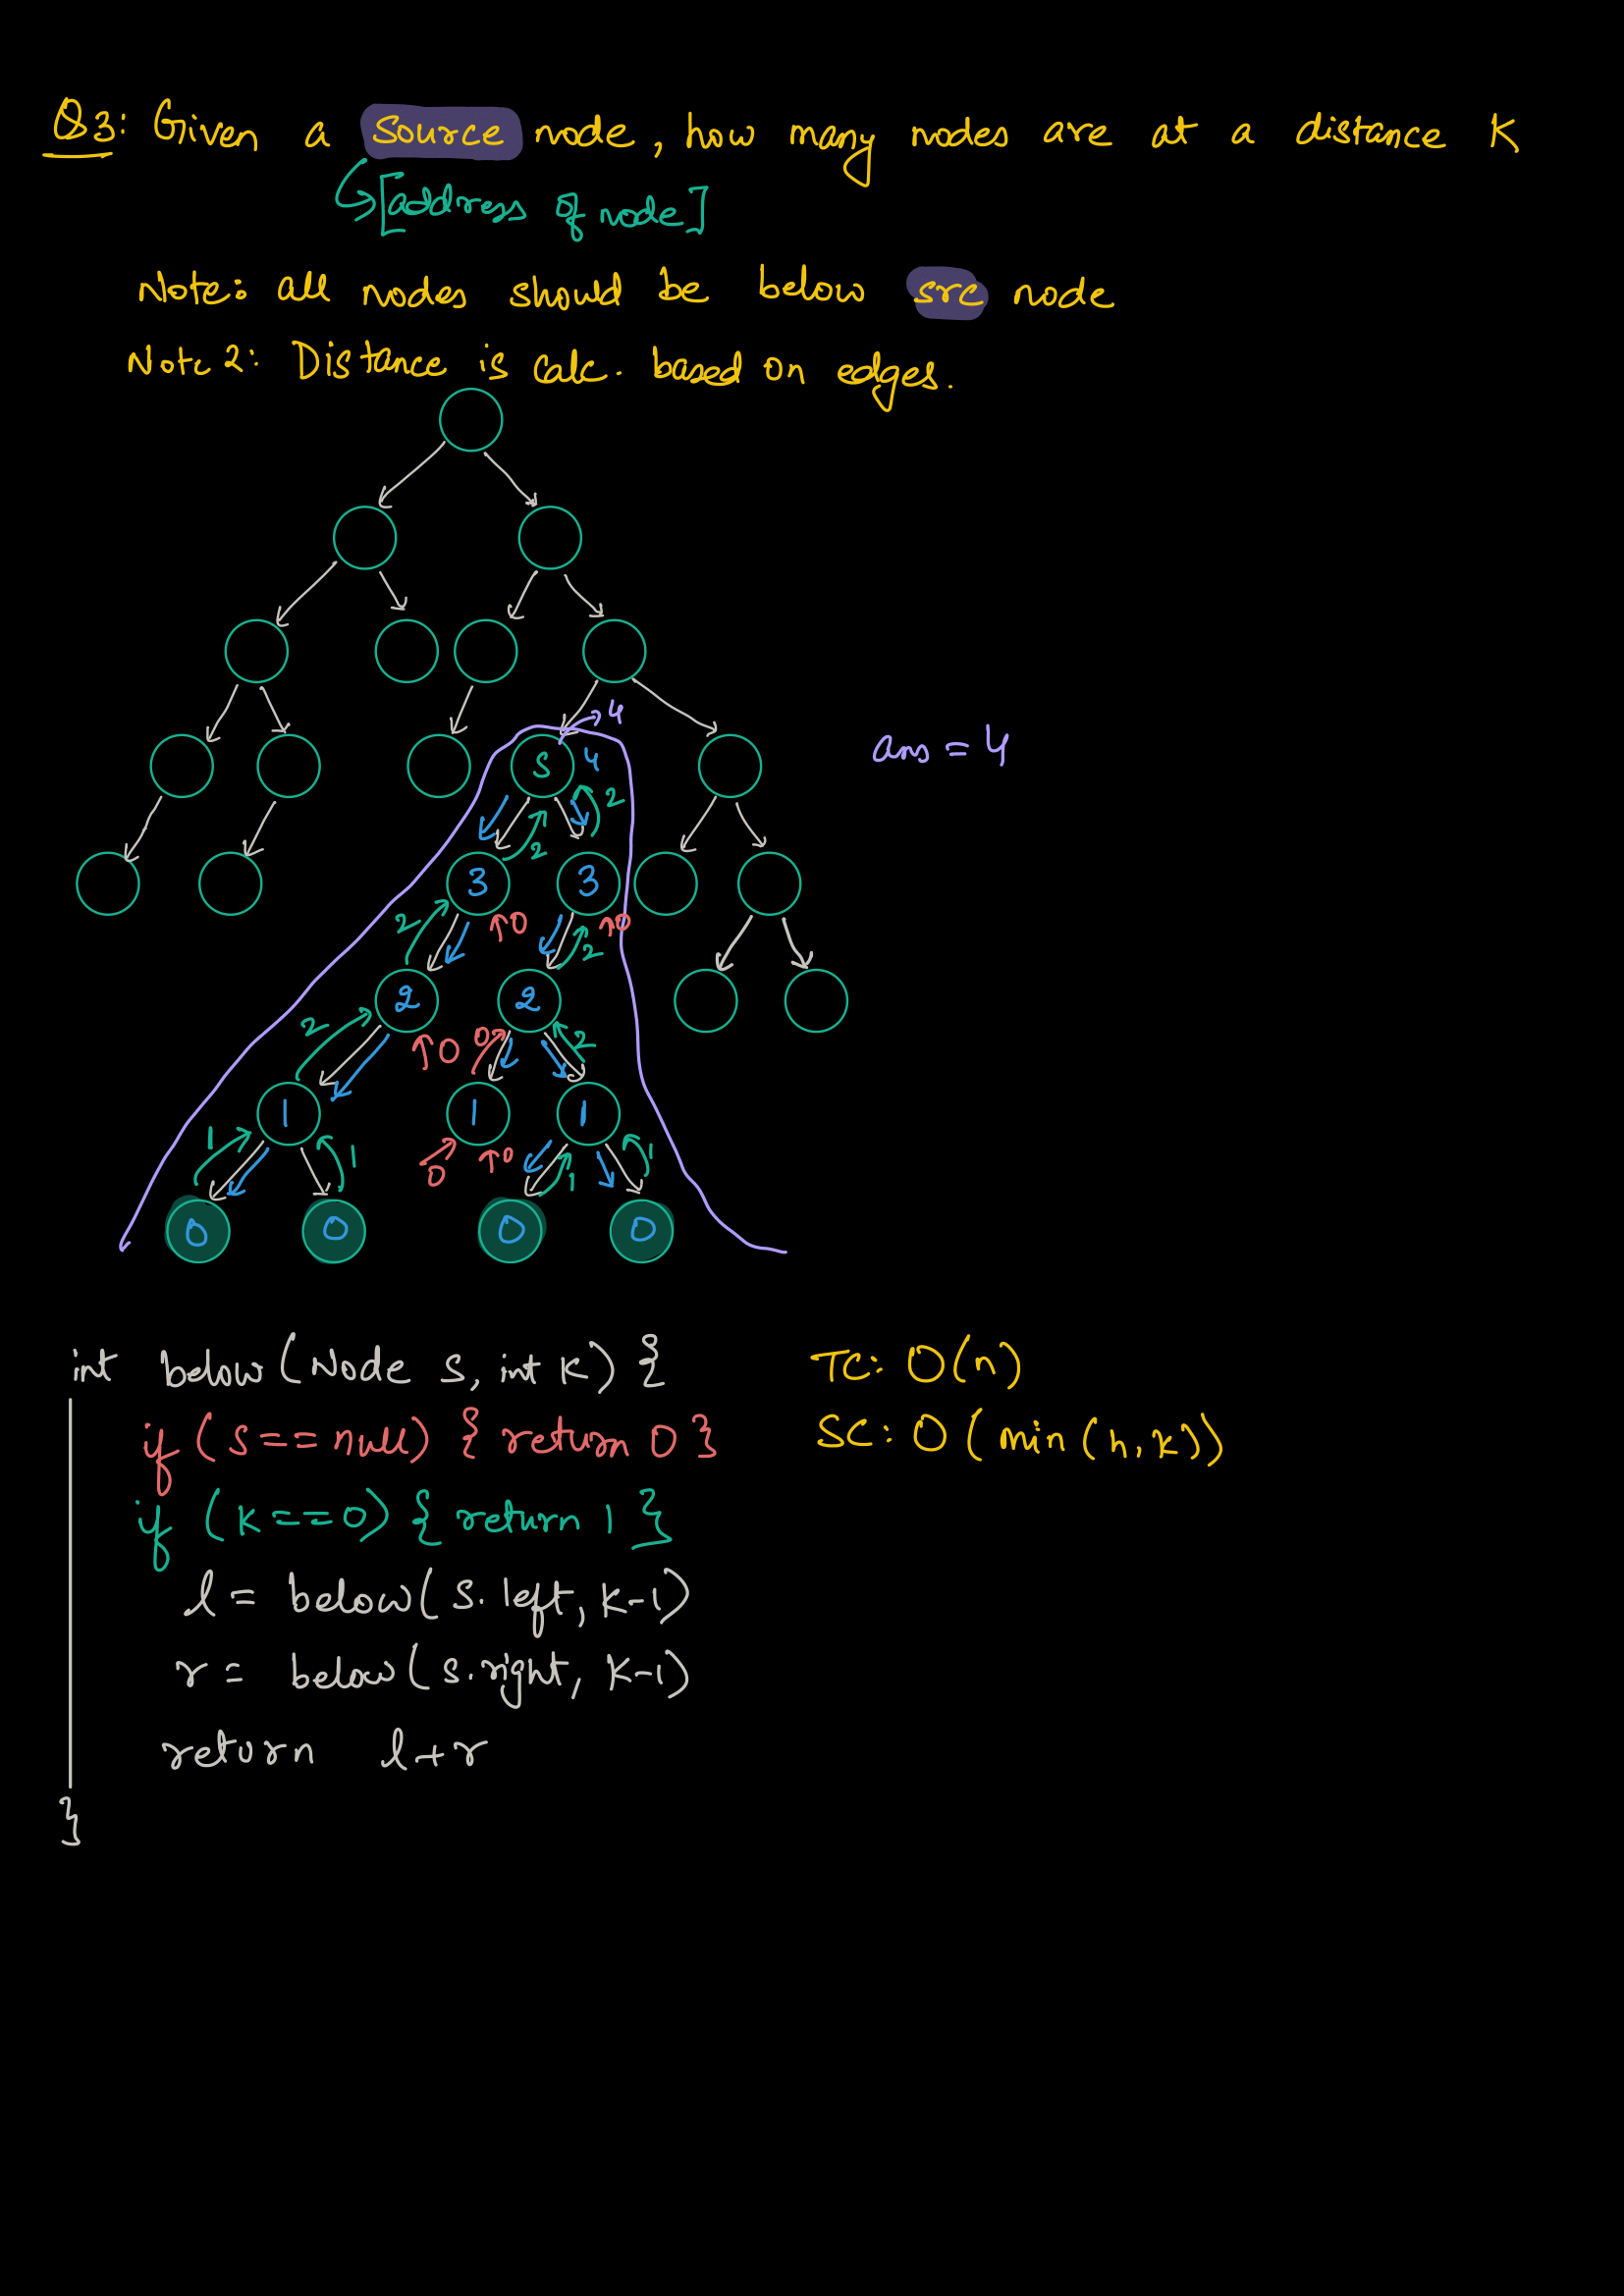 Q3: Given a source node, how many nodes are at a distance K
[address of node]
Note: all nodes should be below src node
Note 2: Distance is calc. based on edges.
4
S 4
ans = 4
2 2
3 3
2 0 2 0
2 2
2 0 0 2
1 1 1
1 1 0 0 1 1
0 0 0 0
int below(Node s, int K) {
TC: O(n)
if (s == null) { return 0 }
SC: O(min(h, k))
if (K == 0) { return 1 }
l = below(s.left, K-1)
r = below(s.right, K-1)
return l+r
}